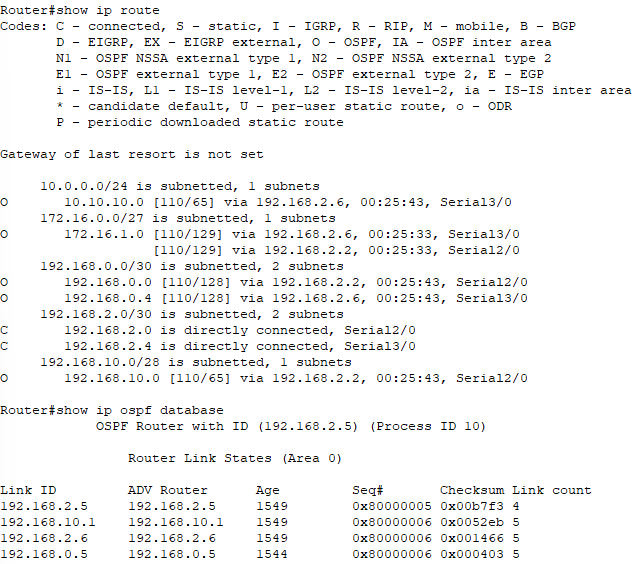 Router#show ip route
Codes: C - connected, S - static, I - IGRP, R - RIP, M - mobile, B - BGP
       D - EIGRP, EX - EIGRP external, O - OSPF, IA - OSPF inter area
       N1 - OSPF NSSA external type 1, N2 - OSPF NSSA external type 2
       E1 - OSPF external type 1, E2 - OSPF external type 2, E - EGP
       i - IS-IS, L1 - IS-IS level-1, L2 - IS-IS level-2, ia - IS-IS inter area
       * - candidate default, U - per-user static route, o - ODR
       P - periodic downloaded static route

Gateway of last resort is not set

     10.0.0.0/24 is subnetted, 1 subnets
O       10.10.10.0 [110/65] via 192.168.2.6, 00:25:43, Serial3/0
     172.16.0.0/27 is subnetted, 1 subnets
O       172.16.1.0 [110/129] via 192.168.2.6, 00:25:33, Serial3/0
                   [110/129] via 192.168.2.2, 00:25:33, Serial2/0
     192.168.0.0/30 is subnetted, 2 subnets
O       192.168.0.0 [110/128] via 192.168.2.2, 00:25:43, Serial2/0
O       192.168.0.4 [110/128] via 192.168.2.6, 00:25:43, Serial3/0
     192.168.2.0/30 is subnetted, 2 subnets
C       192.168.2.0 is directly connected, Serial2/0
C       192.168.2.4 is directly connected, Serial3/0
     192.168.10.0/28 is subnetted, 1 subnets
O       192.168.10.0 [110/65] via 192.168.2.2, 00:25:43, Serial2/0

Router#show ip ospf database
            OSPF Router with ID (192.168.2.5) (Process ID 10)

                Router Link States (Area 0)

Link ID         ADV Router      Age         Seq#       Checksum Link count
192.168.2.5     192.168.2.5     1549        0x80000005 0x00b7f3 4
192.168.10.1    192.168.10.1    1549        0x80000006 0x0052eb 5
192.168.2.6     192.168.2.6     1549        0x80000006 0x001466 5
192.168.0.5     192.168.0.5     1544        0x80000006 0x000403 5